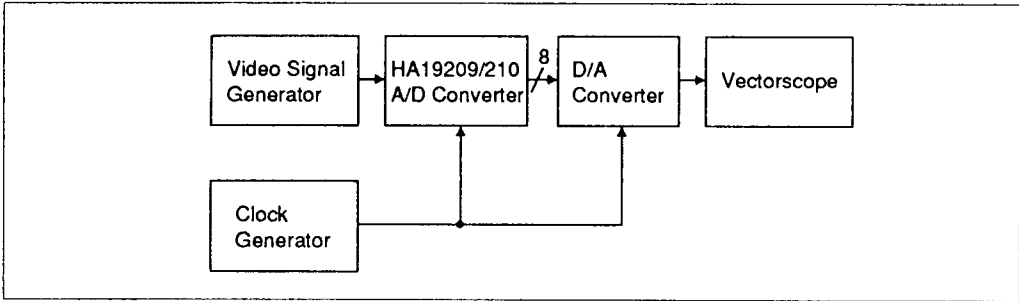 Video Signal
Generator
HA19209/210
A/D Converter
8
D/A
Converter
Vectorscope
Clock
Generator